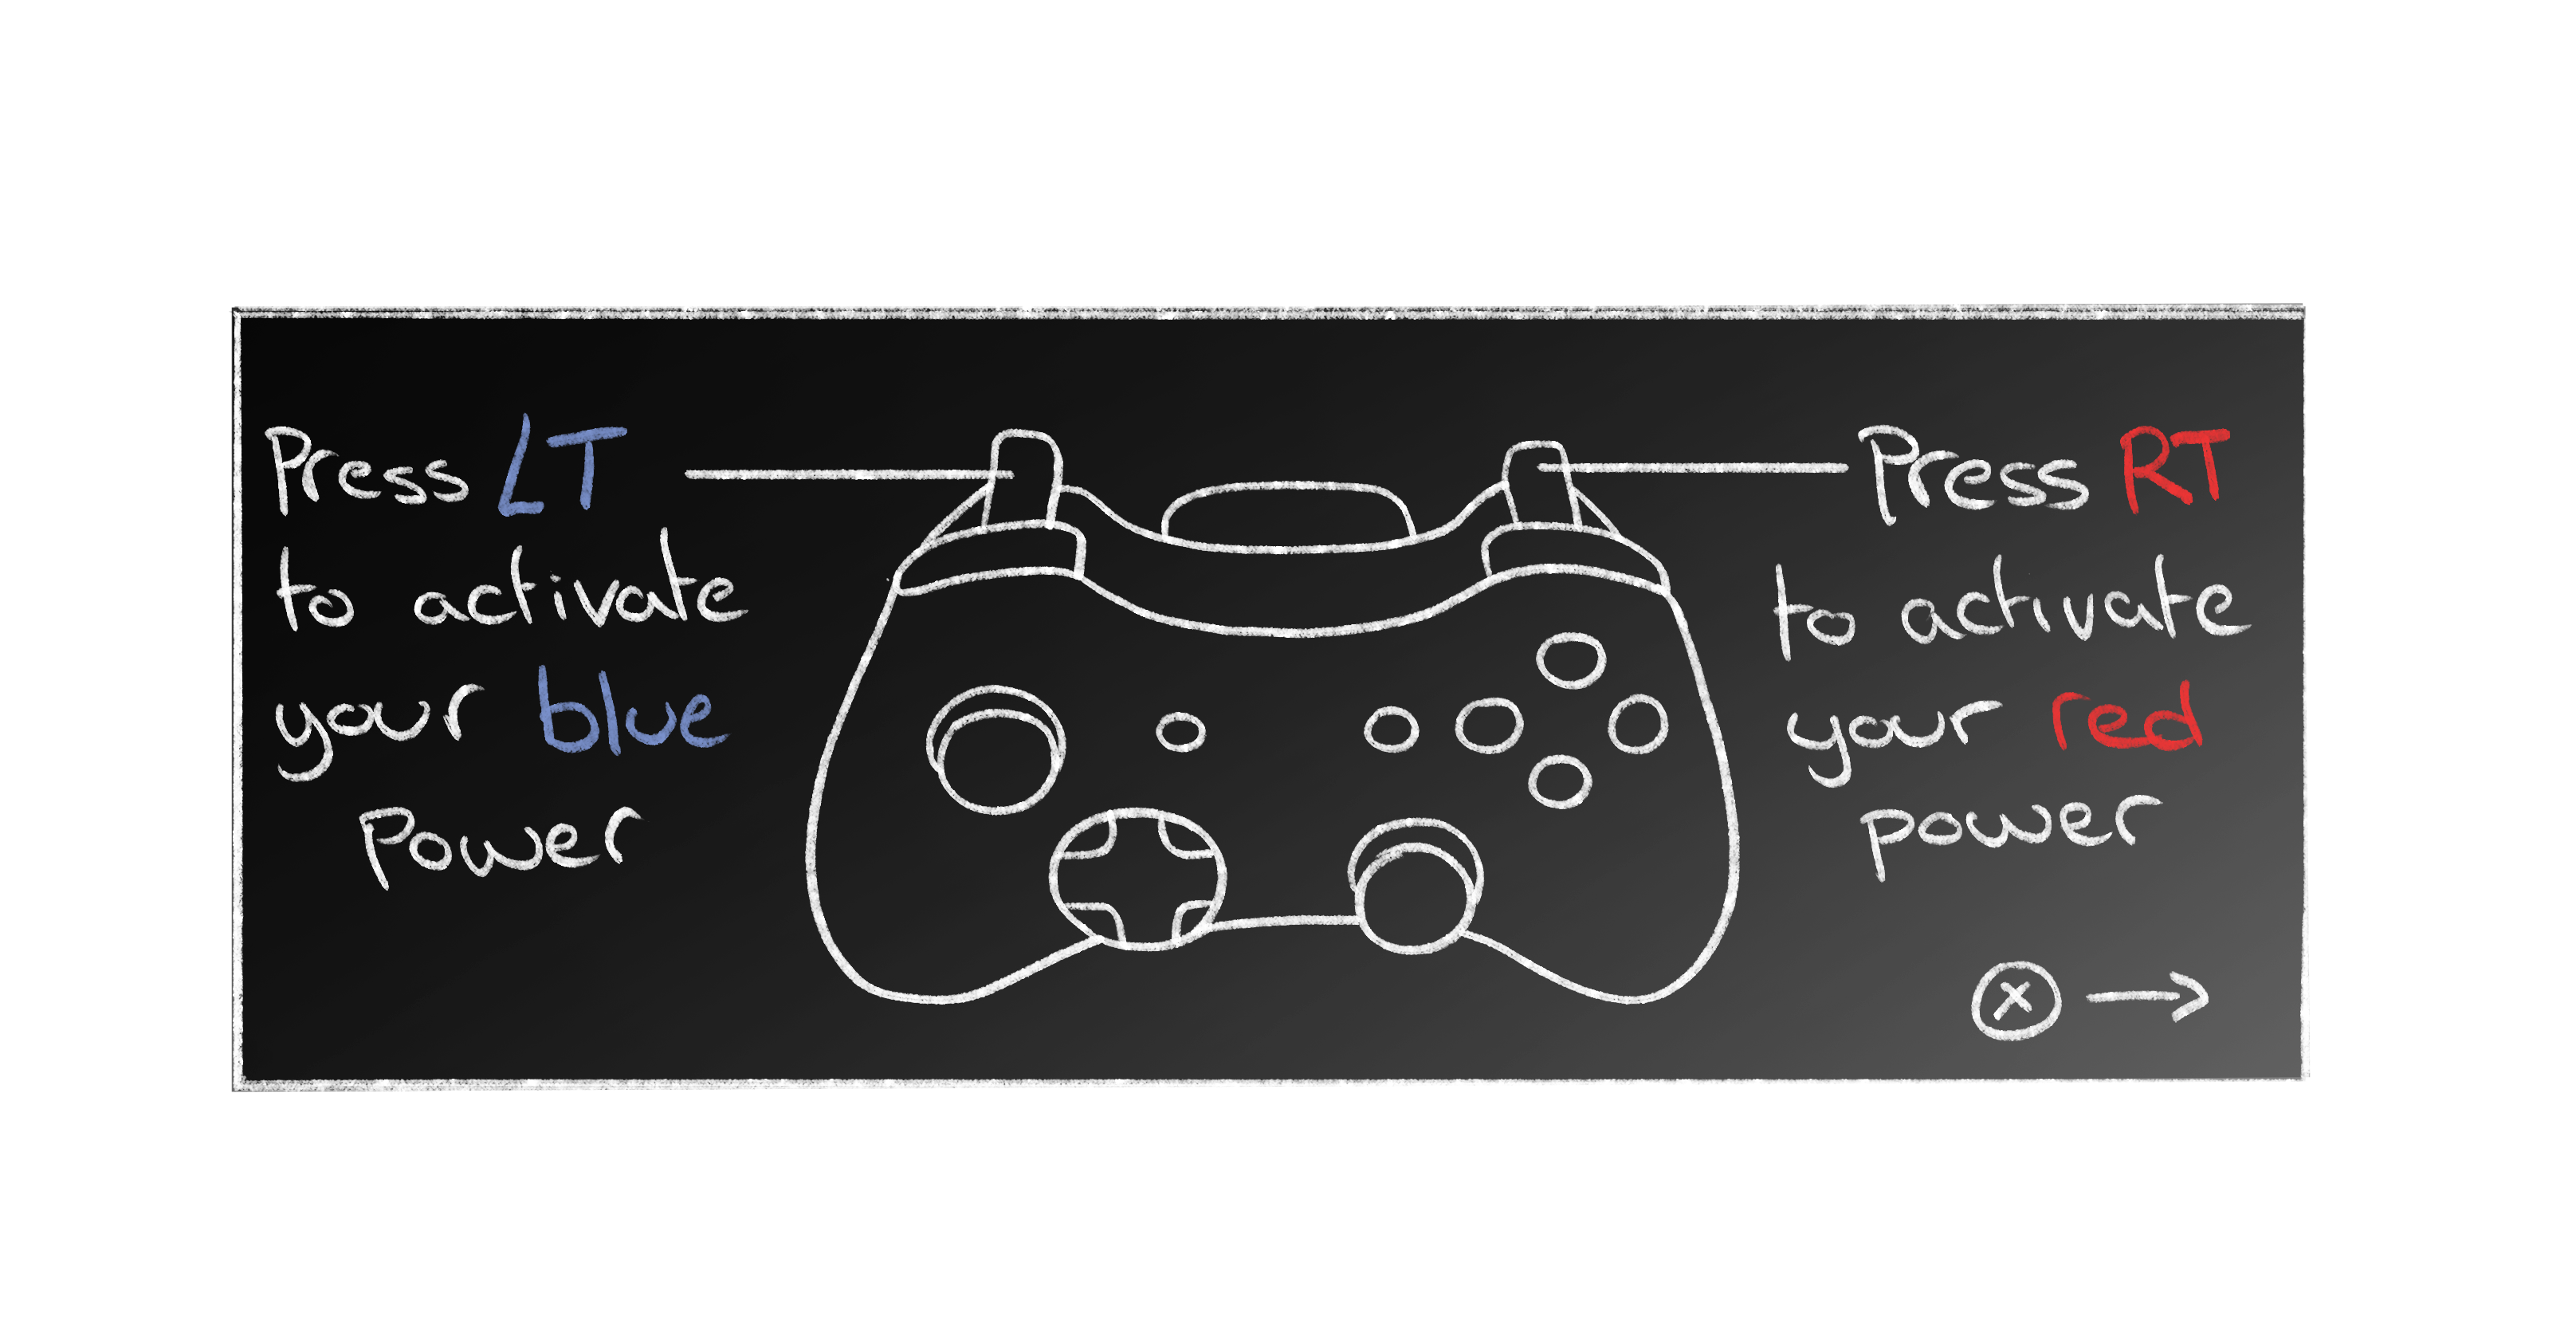 Press LT
to activate
your blue
Power
Press RT
to activate
your red
power
X